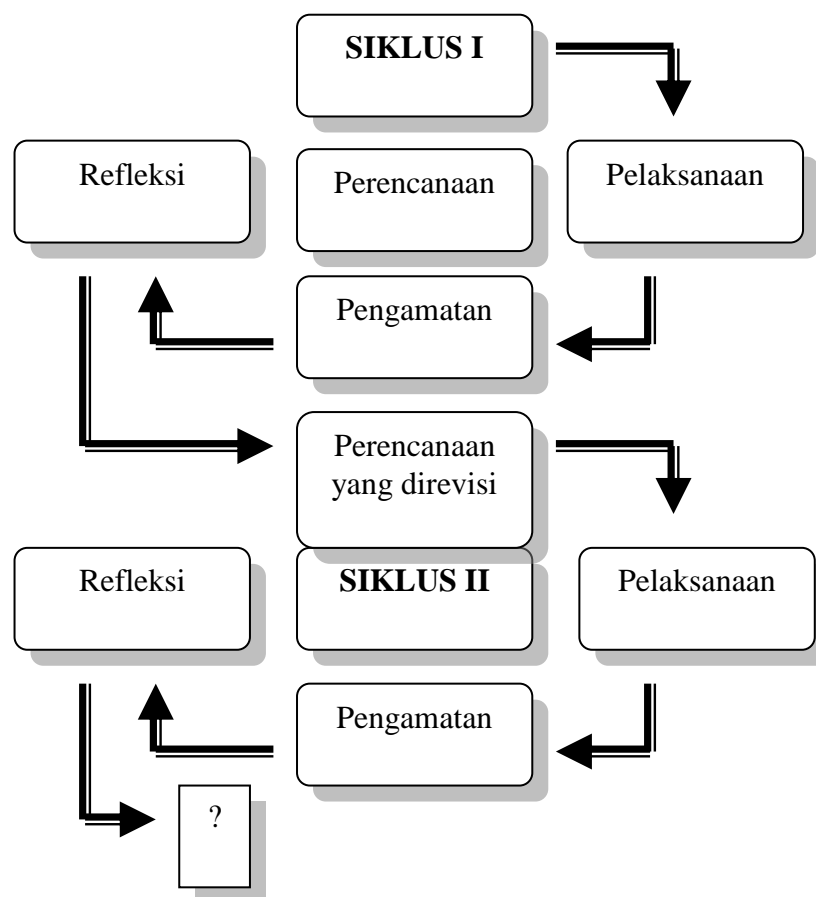 SIKLUS I
Refleksi
Perencanaan
Pelaksanaan
Pengamatan
Perencanaan
yang direvisi
Refleksi
SIKLUS II
Pelaksanaan
Pengamatan
?